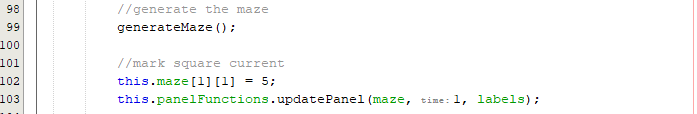 98 //generate the maze
99 generateMaze();
100
101 //mark square current
102 this.maze[1][1] = 5;
103 this.panelFunctions.updatePanel(maze, time: 1, labels);